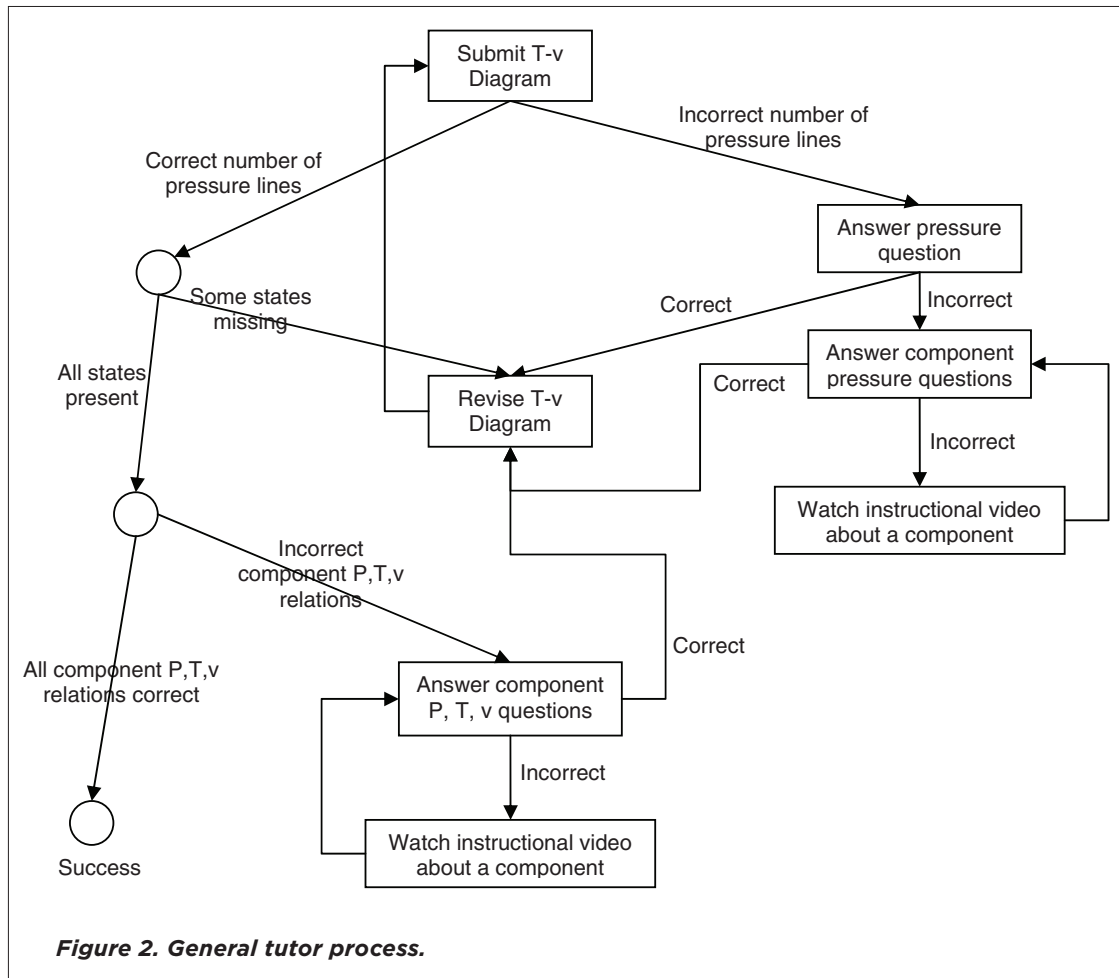 Submit T-v
Diagram
Incorrect number of
pressure lines
Correct number of
pressure lines
Answer pressure
question
Some states
missing
Correct
Incorrect
Answer component
pressure questions
All states
present
Correct
Revise T-v
Diagram
Incorrect
Watch instructional video
about a component
Incorrect
component P,T,v
relations
Correct
All component P,T,v
relations correct
Answer component
P, T, v questions
Incorrect
Watch instructional video
about a component
Success
Figure 2. General tutor process.